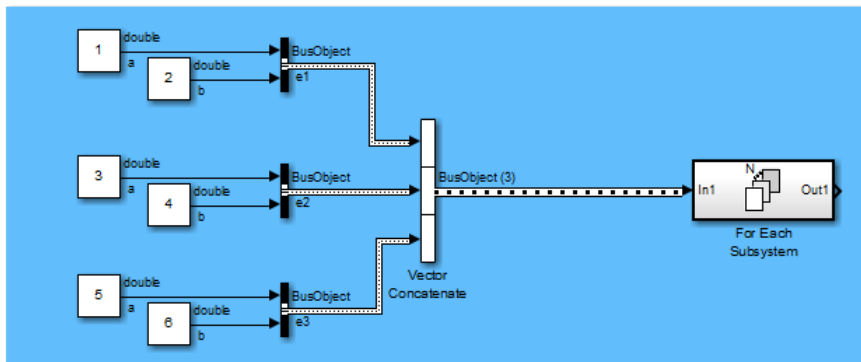 1
double
a
2
double
b
BusObject
e1
3
double
a
4
double
b
BusObject
e2
5
double
a
6
double
b
BusObject
e3
BusObject (3)
Vector
Concatenate
In1
N
Out1
For Each
Subsystem